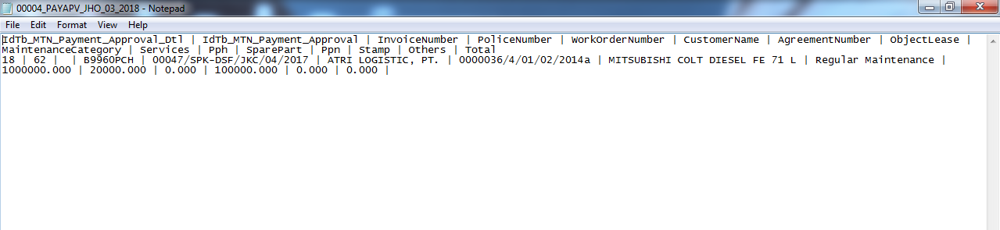 00004_PAYAPV_JHO_03_2018 - Notepad
File Edit Format View Help
IdTb_MTN_Payment_Approval_Dtl | IdTb_MTN_Payment_Approval | InvoiceNumber | PoliceNumber | WorkOrderNumber | CustomerName | AgreementNumber | ObjectLease |
MaintenanceCategory | Services | Pph | SparePart | Ppn | Stamp | Others | Total
18 | 62 |  | B9960PCH | 00047/SPK-DSF/JKC/04/2017 | ATRI LOGISTIC, PT. | 0000036/4/01/02/2014a | MITSUBISHI COLT DIESEL FE 71 L | Regular Maintenance |
1000000.000 | 20000.000 | 0.000 | 100000.000 | 0.000 | 0.000 |